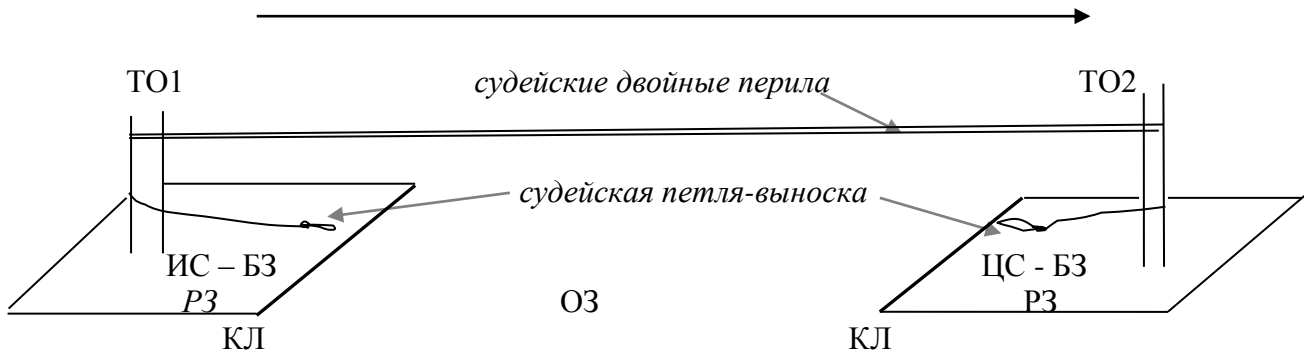 ТО1
судейские двойные перила
ТО2
судейская петля-выноска
ИС – БЗ
РЗ
ОЗ
ЦС - БЗ
РЗ
КЛ
КЛ